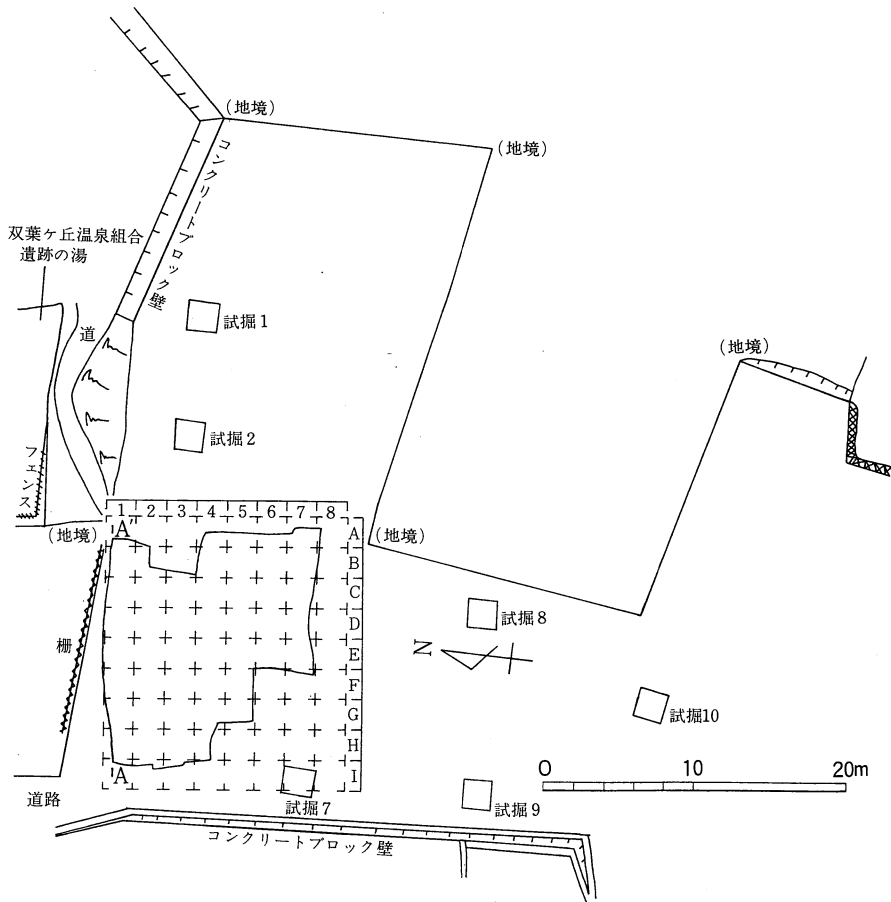 (地境)
(地境)
コンクリートブロック壁
双葉ケ丘温泉組合
遺跡の湯
道
試掘1
(地境)
試掘2
フェンス
1 2 3 4 5 6 7 8
(地境)
A′
A
(地境)
B
C
D
E
F
G
H
I
試掘8
柵
N
試掘10
A
0 10 20m
道路
試掘7
試掘9
コンクリートブロック壁